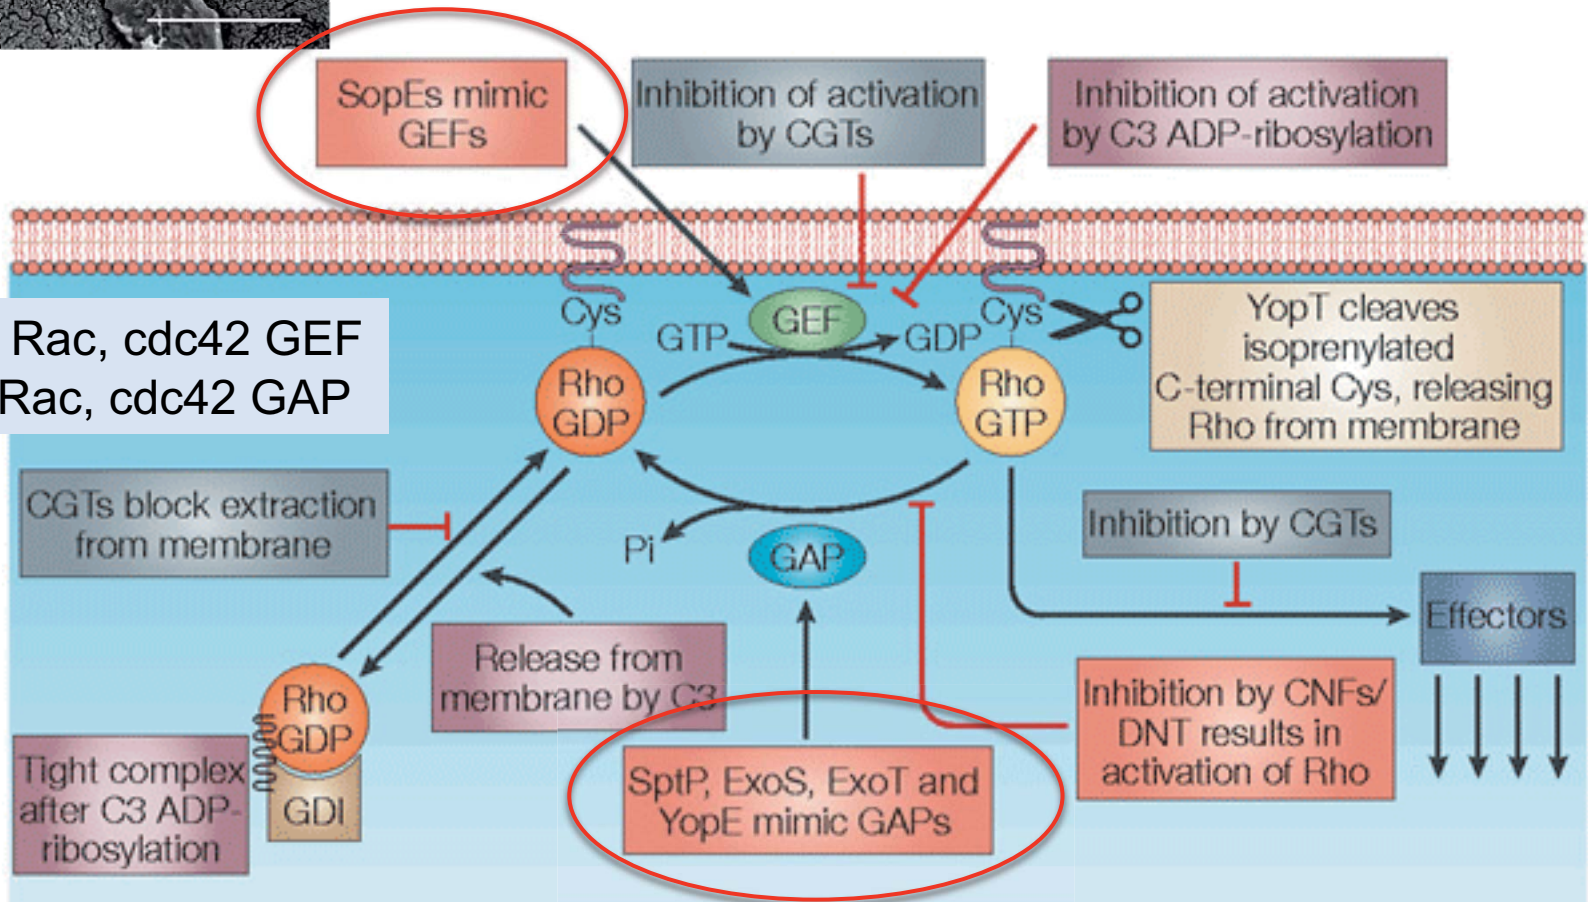 SopEs mimic
GEFs
Inhibition of activation
by CGTs
Inhibition of activation
by C3 ADP-ribosylation
Cys
GTP
GEF
GDP
Cys
YopT cleaves
isoprenylated
C-terminal Cys, releasing
Rho from membrane
Rac, cdc42 GEF
Rac, cdc42 GAP
Rho
GDP
Rho
GTP
CGTs block extraction
from membrane
Pi
GAP
Inhibition by CGTs
Effectors
Release from
membrane by C3
Rho
GDP
GDI
Tight complex
after C3 ADP-
ribosylation
SptP, ExoS, ExoT and
YopE mimic GAPs
Inhibition by CNFs/
DNT results in
activation of Rho